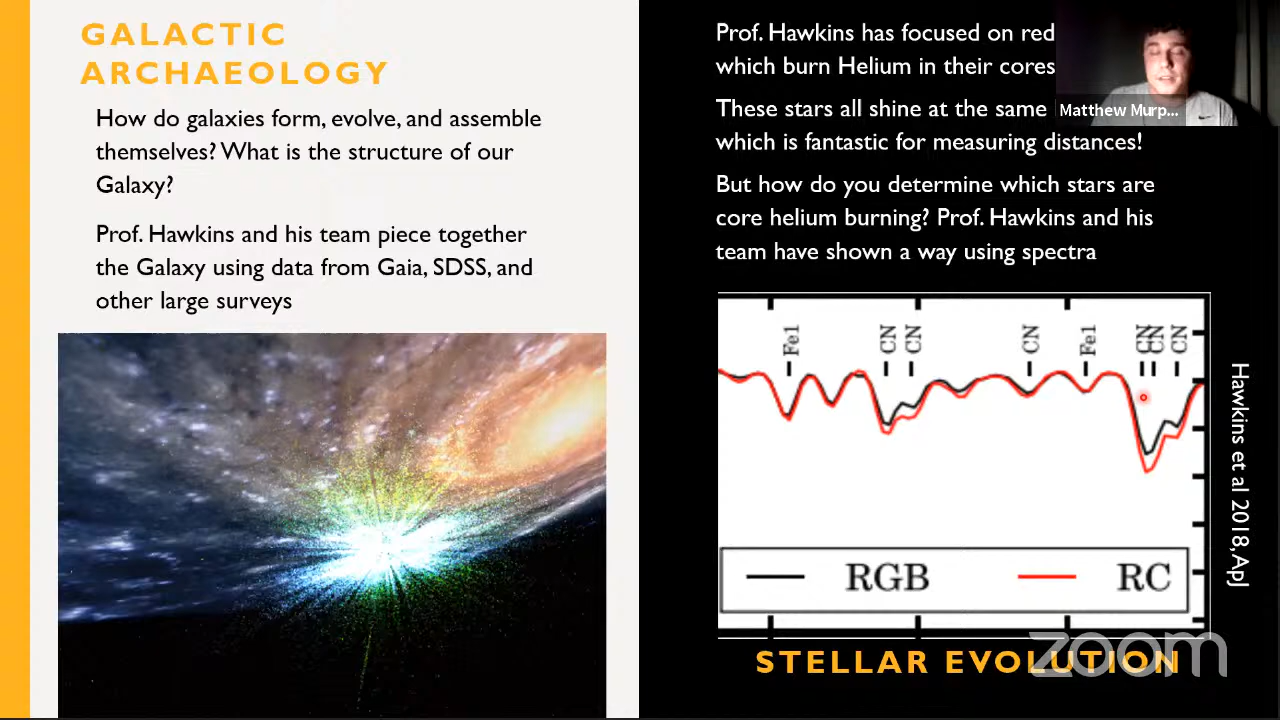 GALACTIC
ARCHAEOLOGY
How do galaxies form, evolve, and assemble
themselves? What is the structure of our
Galaxy?
Prof. Hawkins and his team piece together
the Galaxy using data from Gaia, SDSS, and
other large surveys
Prof. Hawkins has focused on red
which burn Helium in their cores
These stars all shine at the same
which is fantastic for measuring distances!
But how do you determine which stars are
core helium burning? Prof. Hawkins and his
team have shown a way using spectra
Matthew Murp...
Fe1
CN
CN
CN
Fe1
CN
CN
CN
RGB
RC
Hawkins et al 2018, ApJ
STELLAR EVOLUTION
zoom